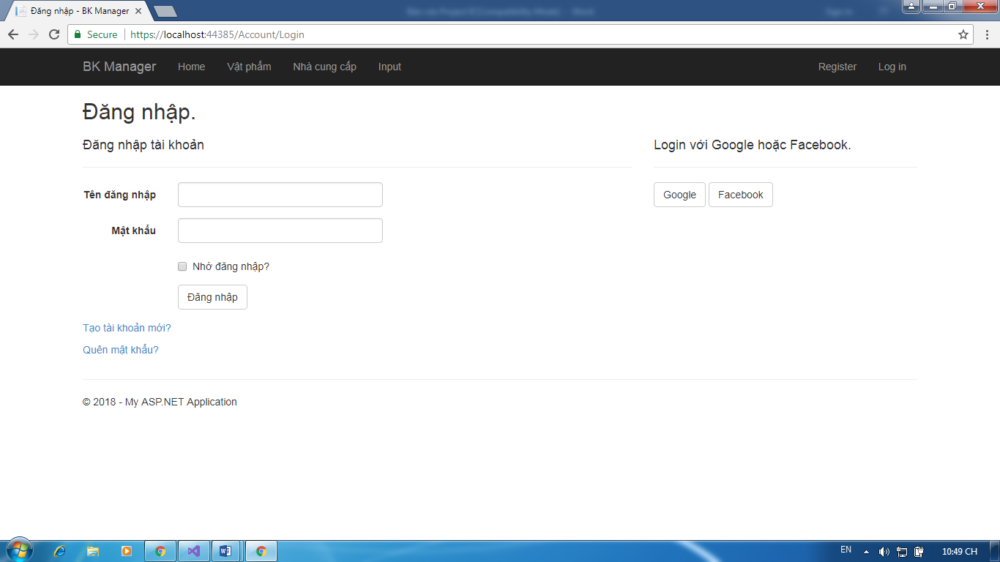 Đăng nhập - BK Manager
Secure https://localhost:44385/Account/Login
BK Manager Home Vật phẩm Nhà cung cấp Input Register Log in
Đăng nhập.
Đăng nhập tài khoản
Login với Google hoặc Facebook.
Tên đăng nhập
Google Facebook
Mật khẩu
Nhớ đăng nhập?
Đăng nhập
Tạo tài khoản mới?
Quên mật khẩu?
© 2018 - My ASP.NET Application
EN 10:49 CH